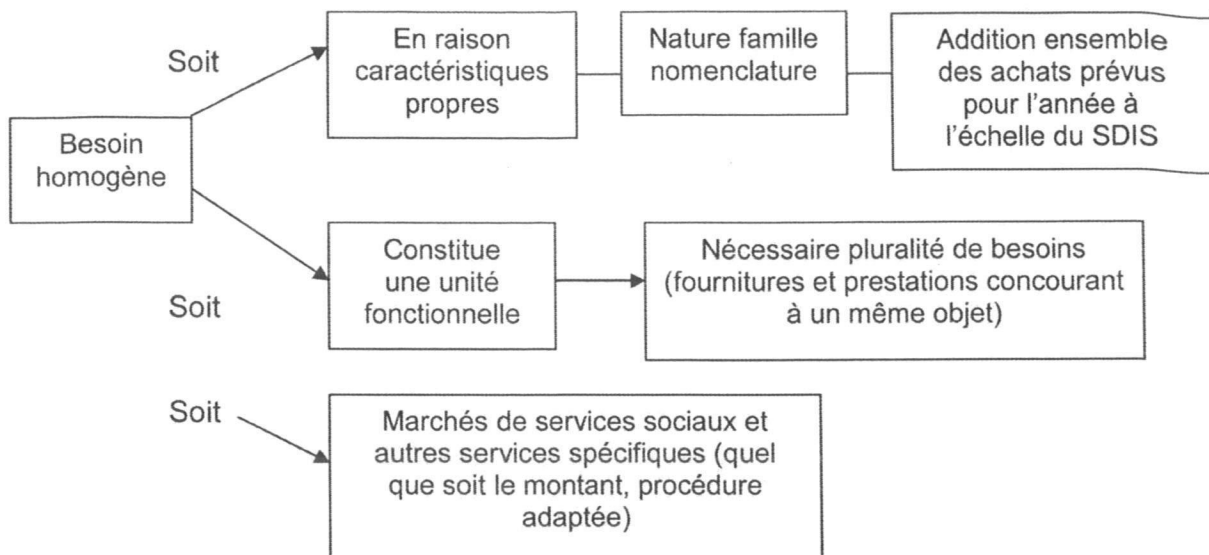 Soit
En raison
caractéristiques
propres
Nature famille
nomenclature
Addition ensemble
des achats prévus
pour l'année à
l'échelle du SDIS
Besoin
homogène
Soit
Constitue
une unité
fonctionnelle
Nécessaire pluralité de besoins
(fournitures et prestations concourant
à un même objet)
Soit
Marchés de services sociaux et
autres services spécifiques (quel
que soit le montant, procédure
adaptée)